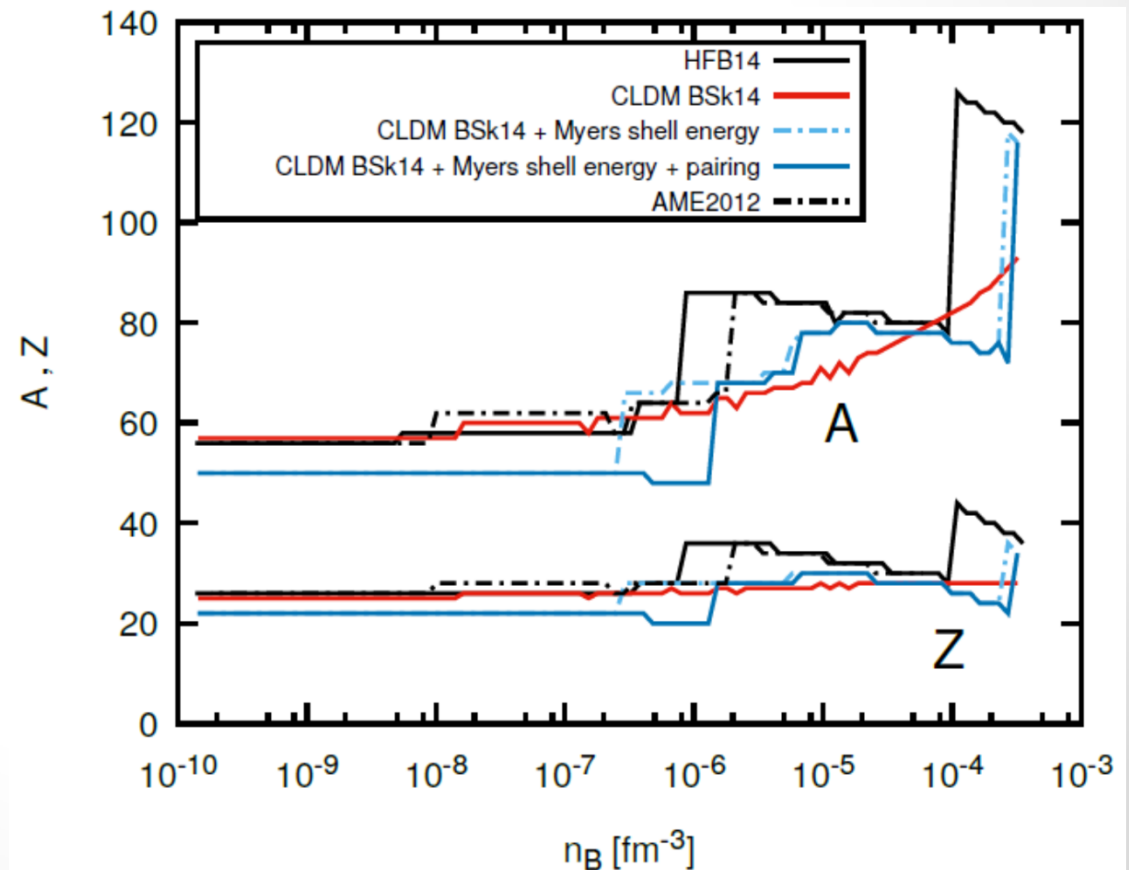 140
120
100
80
60
40
20
0
A , Z
HFB14
CLDM BSk14
CLDM BSk14 + Myers shell energy
CLDM BSk14 + Myers shell energy + pairing
AME2012
A
Z
10-10
10-9
10-8
10-7
10-6
10-5
10-4
10-3
nB [fm-3]